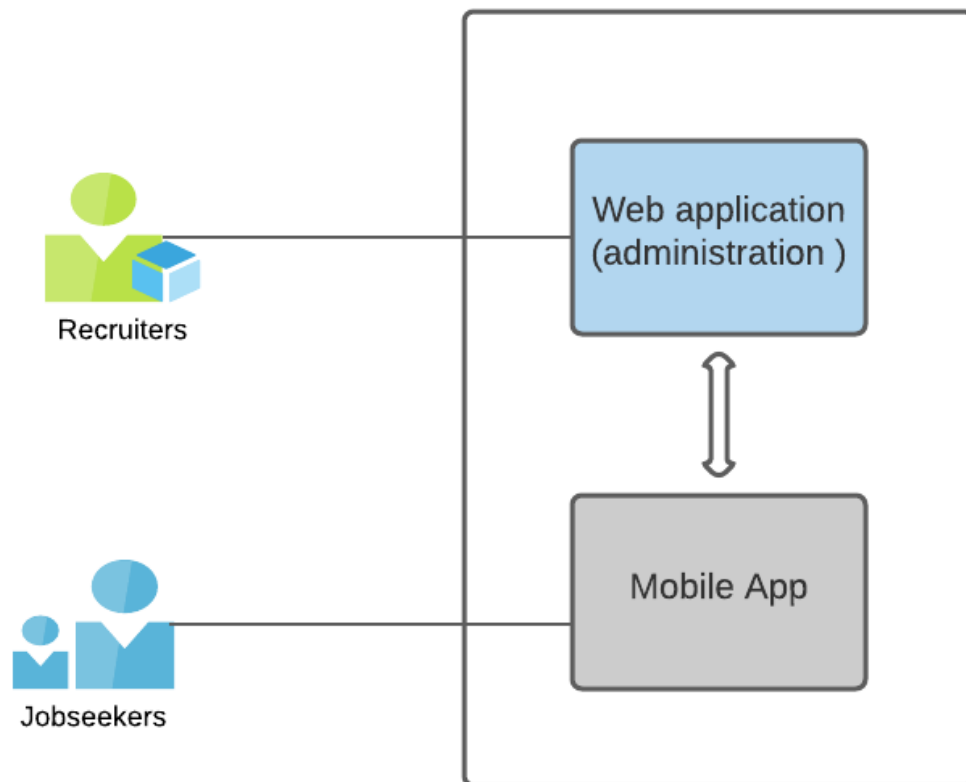 Web application
(administration )
Recruiters
Mobile App
Jobseekers